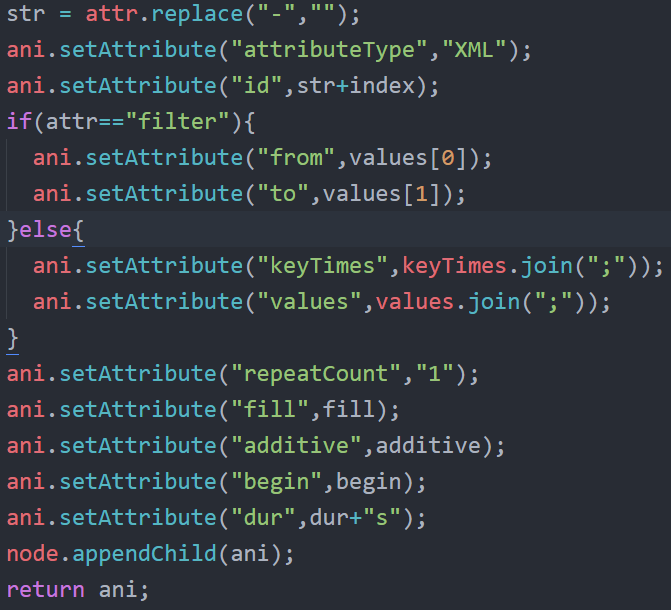 str = attr.replace("-","");
ani.setAttribute("attributeType","XML");
ani.setAttribute("id",str+index);
if(attr=="filter"){
  ani.setAttribute("from",values[0]);
  ani.setAttribute("to",values[1]);
}else{
  ani.setAttribute("keyTimes",keyTimes.join(";"));
  ani.setAttribute("values",values.join(";"));
}
ani.setAttribute("repeatCount","1");
ani.setAttribute("fill",fill);
ani.setAttribute("additive",additive);
ani.setAttribute("begin",begin);
ani.setAttribute("dur",dur+"s");
node.appendChild(ani);
return ani;